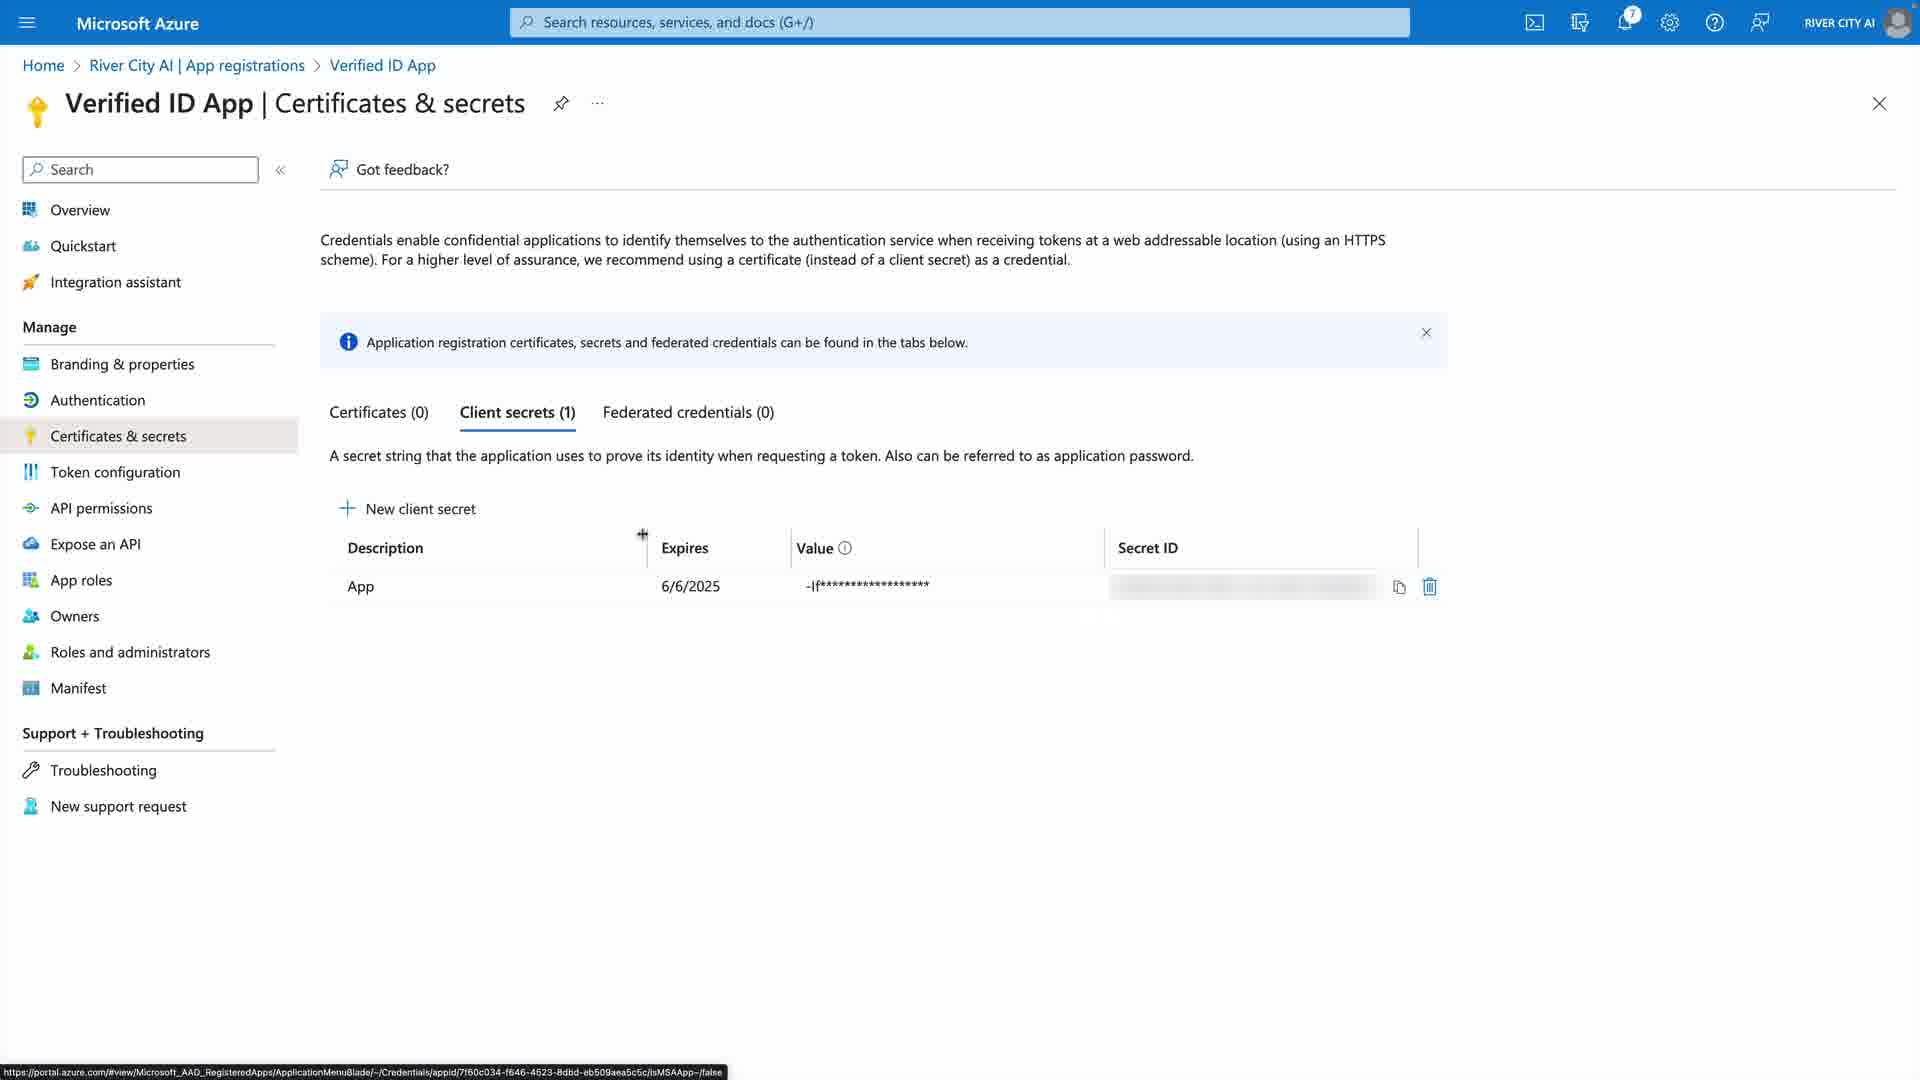 Microsoft Azure
Search resources, services, and docs (G+/)
7
RIVER CITY AI
Home > River City AI | App registrations > Verified ID App
Verified ID App | Certificates & secrets
Search
Got feedback?
Overview
Quickstart
Integration assistant
Manage
Branding & properties
Authentication
Certificates & secrets
Token configuration
API permissions
Expose an API
App roles
Owners
Roles and administrators
Manifest
Support + Troubleshooting
Troubleshooting
New support request
Credentials enable confidential applications to identify themselves to the authentication service when receiving tokens at a web addressable location (using an HTTPS
scheme). For a higher level of assurance, we recommend using a certificate (instead of a client secret) as a credential.
Application registration certificates, secrets and federated credentials can be found in the tabs below.
Certificates (0) Client secrets (1) Federated credentials (0)
A secret string that the application uses to prove its identity when requesting a token. Also can be referred to as application password.
New client secret
Description Expires Value Secret ID
App 6/6/2025 -If******************
https://portal.azure.com/#view/Microsoft_AAD_RegisteredApps/ApplicationMenuBlade/~/Credentials/appId/7f60c034-f646-4523-8dbd-eb509aea5c5c/isMSAApp~/false